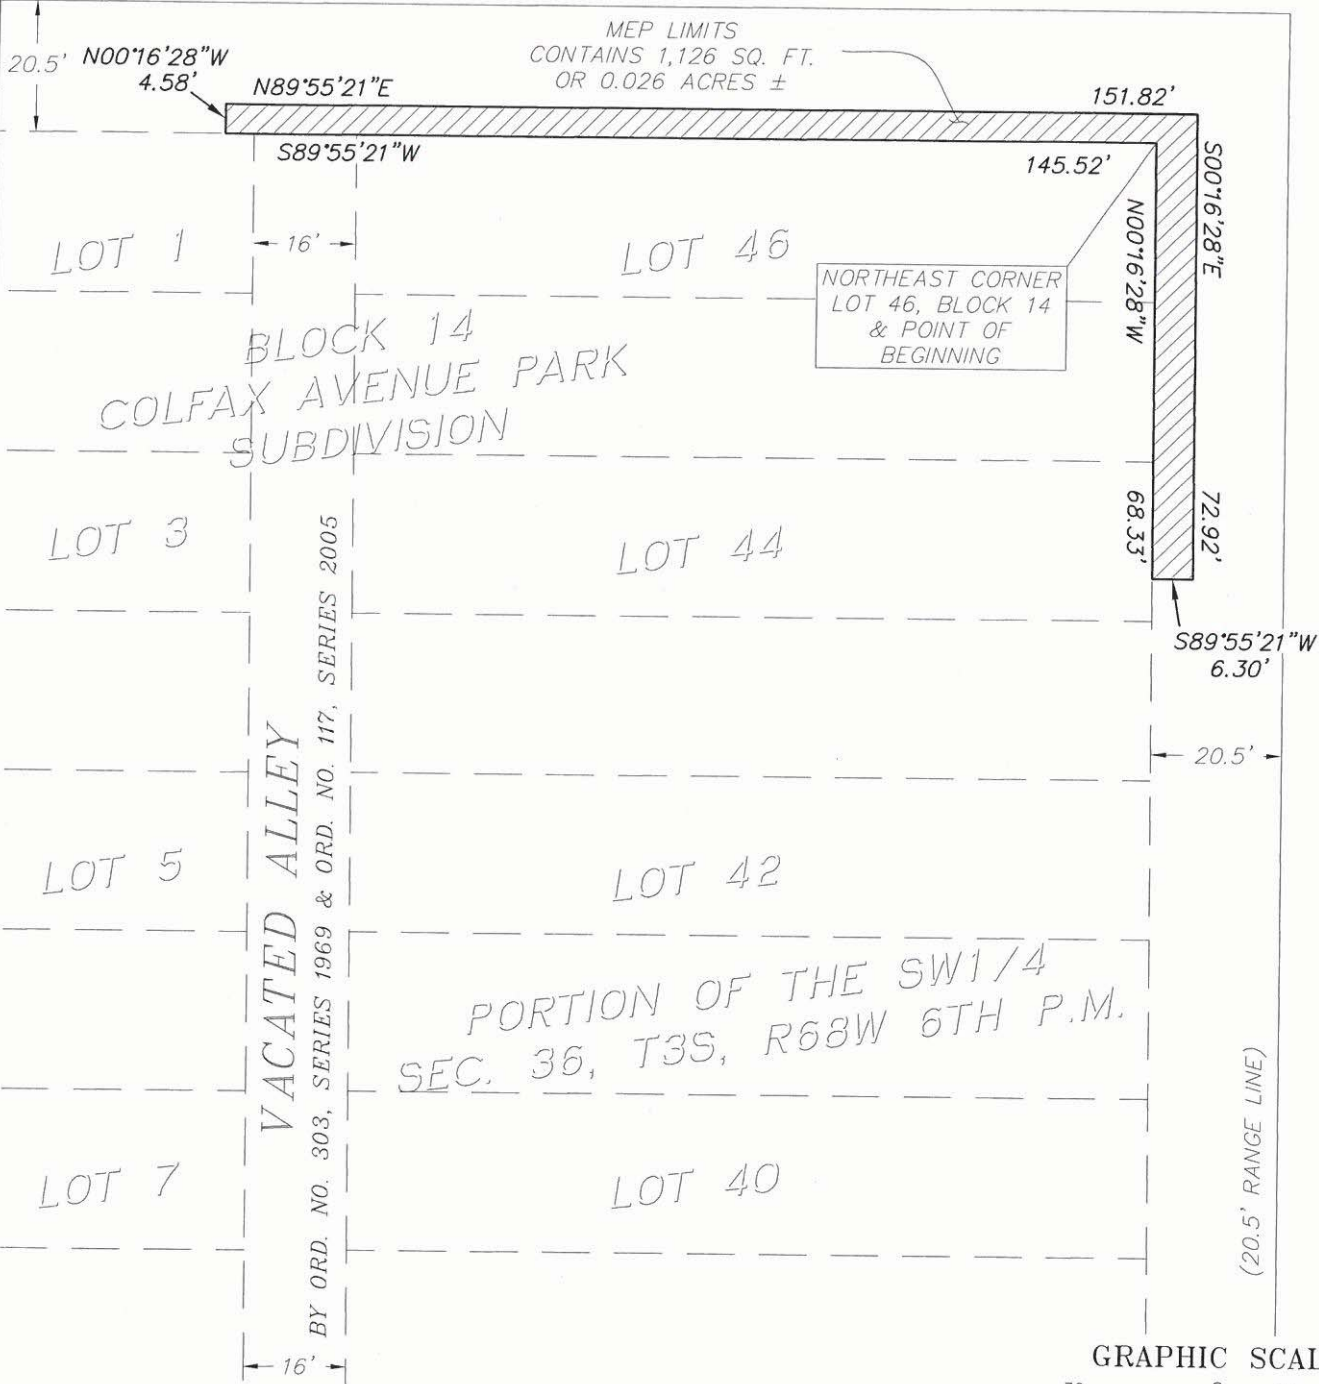 MEP LIMITS
CONTAINS 1,126 SQ. FT.
OR 0.026 ACRES ±
20.5'
N00°16'28"W
4.58'
N89°55'21"E
151.82'
S89°55'21"W
145.52'
S00°16'28"E
72.92'
N00°16'28"W
68.33'
LOT 1
16'
LOT 46
NORTHEAST CORNER
LOT 46, BLOCK 14
& POINT OF
BEGINNING
BLOCK 14
COLFAX AVENUE PARK
SUBDIVISION
LOT 3
LOT 44
S89°55'21"W
6.30'
20.5'
VACATED ALLEY
BY ORD. NO. 303, SERIES 1969 & ORD. NO. 117, SERIES 2005
LOT 5
LOT 42
PORTION OF THE SW1/4
SEC. 36, T3S, R68W 6TH P.M.
LOT 7
LOT 40
(20.5' RANGE LINE)
16'
GRAPHIC SCAL